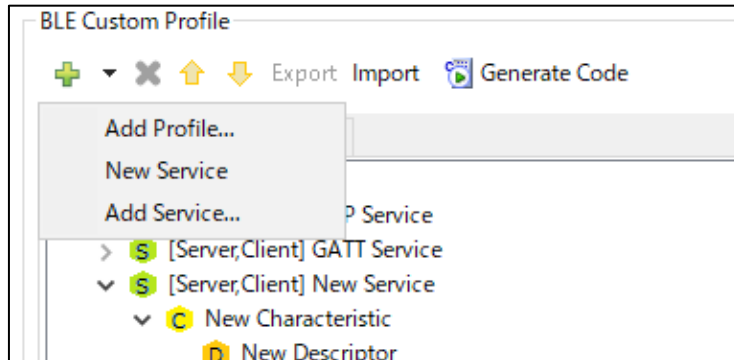 BLE Custom Profile
Export Import Generate Code
Add Profile...
New Service
Add Service...
P Service
S [Server,Client] GATT Service
S [Server,Client] New Service
C New Characteristic
D New Descriptor